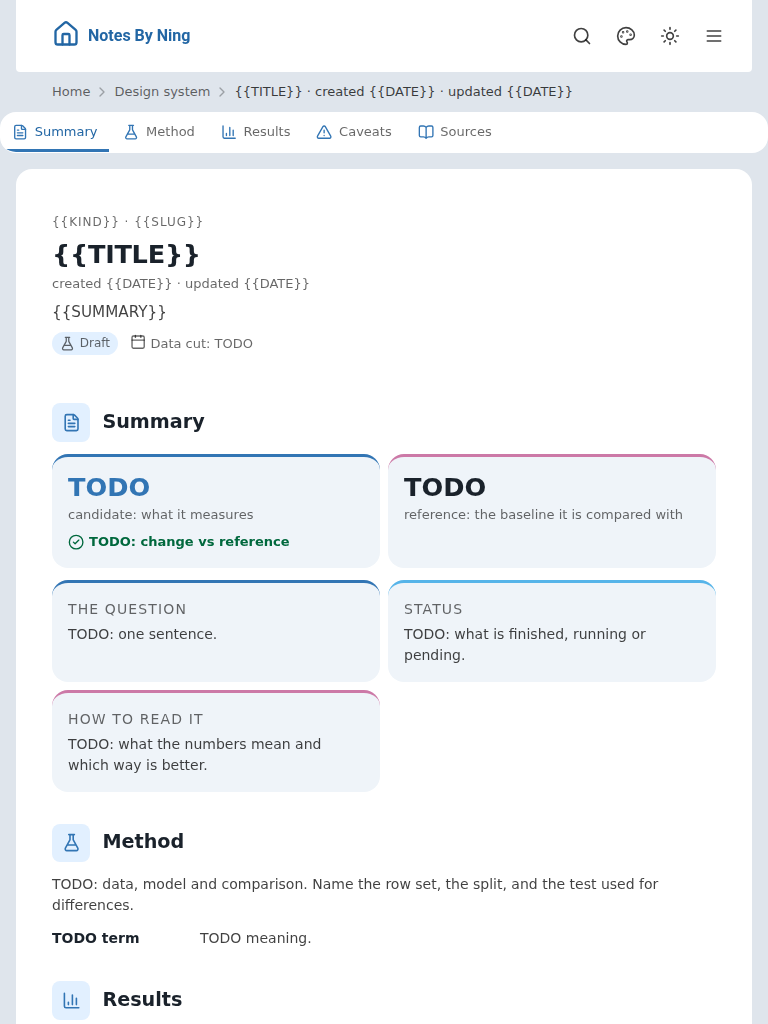 Notes By Ning
Home > Design system > {{TITLE}} · created {{DATE}} · updated {{DATE}}
Summary Method Results Caveats Sources
{{KIND}} · {{SLUG}}
{{TITLE}}
created {{DATE}} · updated {{DATE}}
{{SUMMARY}}
Draft Data cut: TODO
Summary
TODO
candidate: what it measures
TODO: change vs reference
TODO
reference: the baseline it is compared with
THE QUESTION
TODO: one sentence.
STATUS
TODO: what is finished, running or
pending.
HOW TO READ IT
TODO: what the numbers mean and
which way is better.
Method
TODO: data, model and comparison. Name the row set, the split, and the test used for
differences.
TODO term TODO meaning.
Results